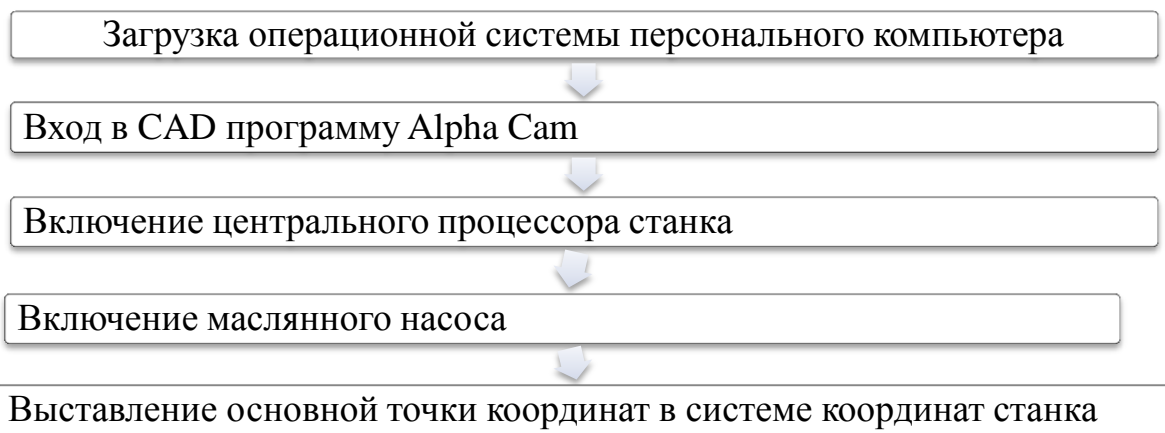 Загрузка операционной системы персонального компьютера
Вход в CAD программу Alpha Cam
Включение центрального процессора станка
Включение маслянного насоса
Выставление основной точки координат в системе координат станка